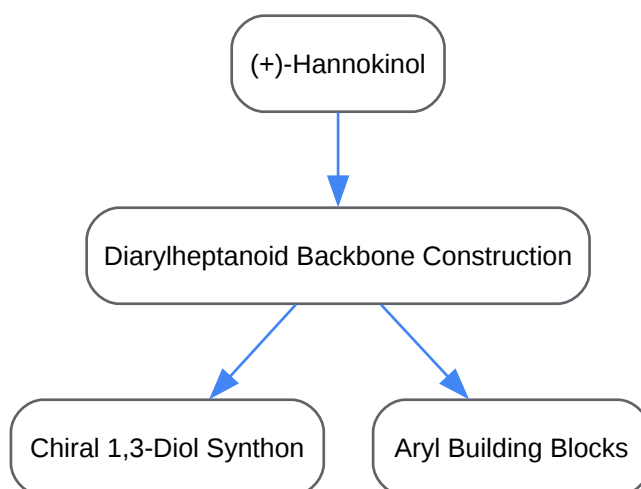 (+)-Hannokinol
Diarylheptanoid Backbone Construction
Chiral 1,3-Diol Synthon
Aryl Building Blocks